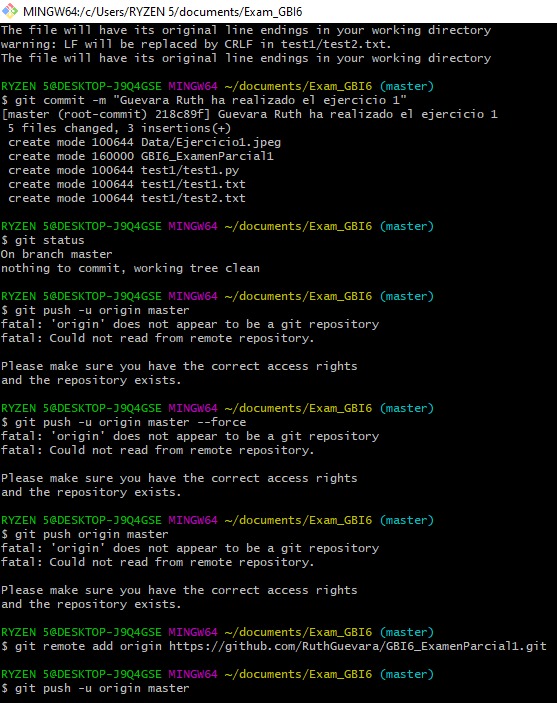 MINGW64:/c/Users/RYZEN 5/documents/Exam_GBI6
The file will have its original line endings in your working directory
warning: LF will be replaced by CRLF in test1/test2.txt.
The file will have its original line endings in your working directory
RYZEN 5@DESKTOP-J9Q4GSE MINGW64 ~/documents/Exam_GBI6 (master)
$ git commit -m "Guevara Ruth ha realizado el ejercicio 1"
[master (root-commit) 218c89f] Guevara Ruth ha realizado el ejercicio 1
 5 files changed, 3 insertions(+)
 create mode 100644 Data/Ejercicio1.jpeg
 create mode 160000 GBI6_ExamenParcial1
 create mode 100644 test1/test1.py
 create mode 100644 test1/test1.txt
 create mode 100644 test1/test2.txt
RYZEN 5@DESKTOP-J9Q4GSE MINGW64 ~/documents/Exam_GBI6 (master)
$ git status
On branch master
nothing to commit, working tree clean
RYZEN 5@DESKTOP-J9Q4GSE MINGW64 ~/documents/Exam_GBI6 (master)
$ git push -u origin master
fatal: 'origin' does not appear to be a git repository
fatal: Could not read from remote repository.
Please make sure you have the correct access rights
and the repository exists.
RYZEN 5@DESKTOP-J9Q4GSE MINGW64 ~/documents/Exam_GBI6 (master)
$ git push -u origin master --force
fatal: 'origin' does not appear to be a git repository
fatal: Could not read from remote repository.
Please make sure you have the correct access rights
and the repository exists.
RYZEN 5@DESKTOP-J9Q4GSE MINGW64 ~/documents/Exam_GBI6 (master)
$ git push origin master
fatal: 'origin' does not appear to be a git repository
fatal: Could not read from remote repository.
Please make sure you have the correct access rights
and the repository exists.
RYZEN 5@DESKTOP-J9Q4GSE MINGW64 ~/documents/Exam_GBI6 (master)
$ git remote add origin https://github.com/RuthGuevara/GBI6_ExamenParcial1.git
RYZEN 5@DESKTOP-J9Q4GSE MINGW64 ~/documents/Exam_GBI6 (master)
$ git push -u origin master